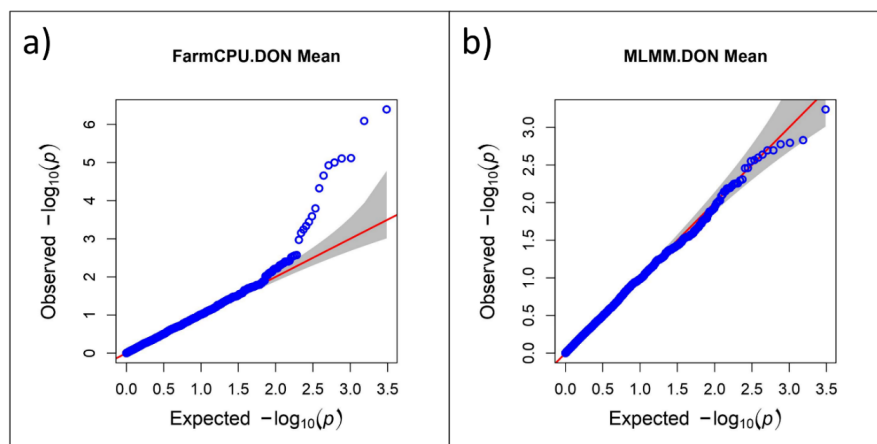 a)
FarmCPU.DON Mean
Observed −log₁₀(p)
6
5
4
3
2
1
0
0.0 0.5 1.0 1.5 2.0 2.5 3.0 3.5
Expected −log₁₀(p)
b)
MLMM.DON Mean
Observed −log₁₀(p)
3.0
2.5
2.0
1.5
1.0
0.5
0.0
0.0 0.5 1.0 1.5 2.0 2.5 3.0 3.5
Expected −log₁₀(p)